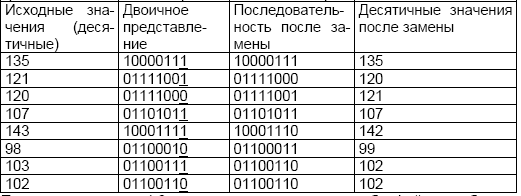 Исходные зна- Двоичное Последователь- Десятичные значения
чения (деся- представле- ность после за- после замены
тичные) ние мены
135 10000111 10000111 135
121 01111001 01111000 120
120 01111000 01111001 121
107 01101011 01101011 107
143 10001111 10001110 142
98 01100010 01100011 99
103 01100111 01100110 102
102 01100110 01100110 102